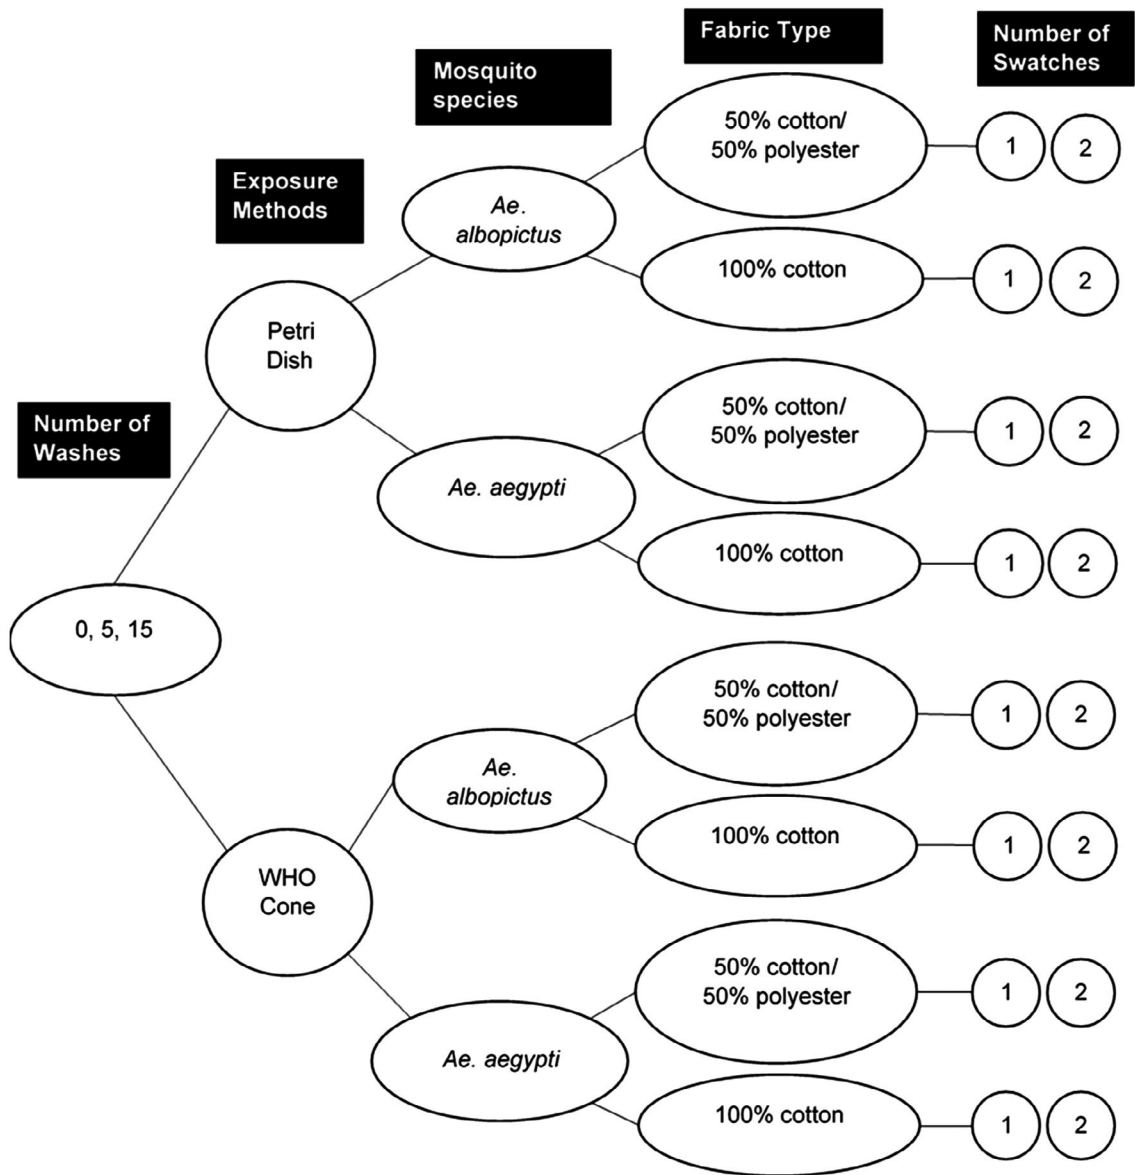 Number of
Washes
Exposure
Methods
Mosquito
species
Fabric Type
Number of
Swatches
0, 5, 15
Petri
Dish
Ae.
albopictus
50% cotton/
50% polyester
1 2
100% cotton
1 2
Ae. aegypti
50% cotton/
50% polyester
1 2
100% cotton
1 2
WHO
Cone
Ae.
albopictus
50% cotton/
50% polyester
1 2
100% cotton
1 2
Ae. aegypti
50% cotton/
50% polyester
1 2
100% cotton
1 2